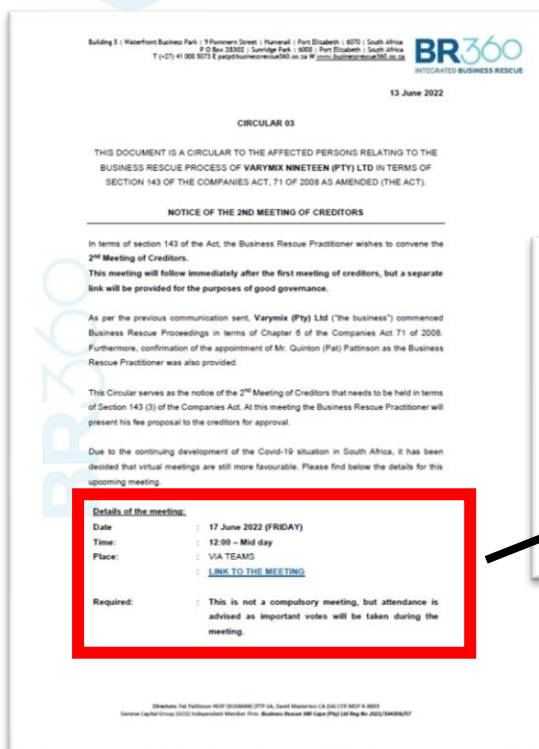 Building 5 | Waterfront Business Park | 9 Pommern Street | Humerail | Port Elizabeth | 6070 | South Africa
P O Box 28302 | Sunridge Park | 6008 | Port Elizabeth | South Africa
T (+27) 41 008 5073 E patp@businessrescue360.co.za W www.businessrescue360.co.za
BR360
INTEGRATED BUSINESS RESCUE
13 June 2022
CIRCULAR 03
THIS DOCUMENT IS A CIRCULAR TO THE AFFECTED PERSONS RELATING TO THE
BUSINESS RESCUE PROCESS OF VARYMIX NINETEEN (PTY) LTD IN TERMS OF
SECTION 143 OF THE COMPANIES ACT, 71 OF 2008 AS AMENDED (THE ACT).
NOTICE OF THE 2ND MEETING OF CREDITORS
In terms of section 143 of the Act, the Business Rescue Practitioner wishes to convene the
2nd Meeting of Creditors.
This meeting will follow immediately after the first meeting of creditors, but a separate
link will be provided for the purposes of good governance.
As per the previous communication sent, Varymix (Pty) Ltd ("the business") commenced
Business Rescue Proceedings in terms of Chapter 6 of the Companies Act 71 of 2008.
Furthermore, confirmation of the appointment of Mr. Quinton (Pat) Pattinson as the Business
Rescue Practitioner was also provided.
This Circular serves as the notice of the 2nd Meeting of Creditors that needs to be held in terms
of Section 143 (3) of the Companies Act. At this meeting the Business Rescue Practitioner will
present his fee proposal to the creditors for approval.
Due to the continuing development of the Covid-19 situation in South Africa, it has been
decided that virtual meetings are still more favourable. Please find below the details for this
upcoming meeting.
Details of the meeting:
Date : 17 June 2022 (FRIDAY)
Time: : 12:00 – Mid day
Place: : VIA TEAMS
: LINK TO THE MEETING
Required: : This is not a compulsory meeting, but attendance is
advised as important votes will be taken during the
meeting.
BR360